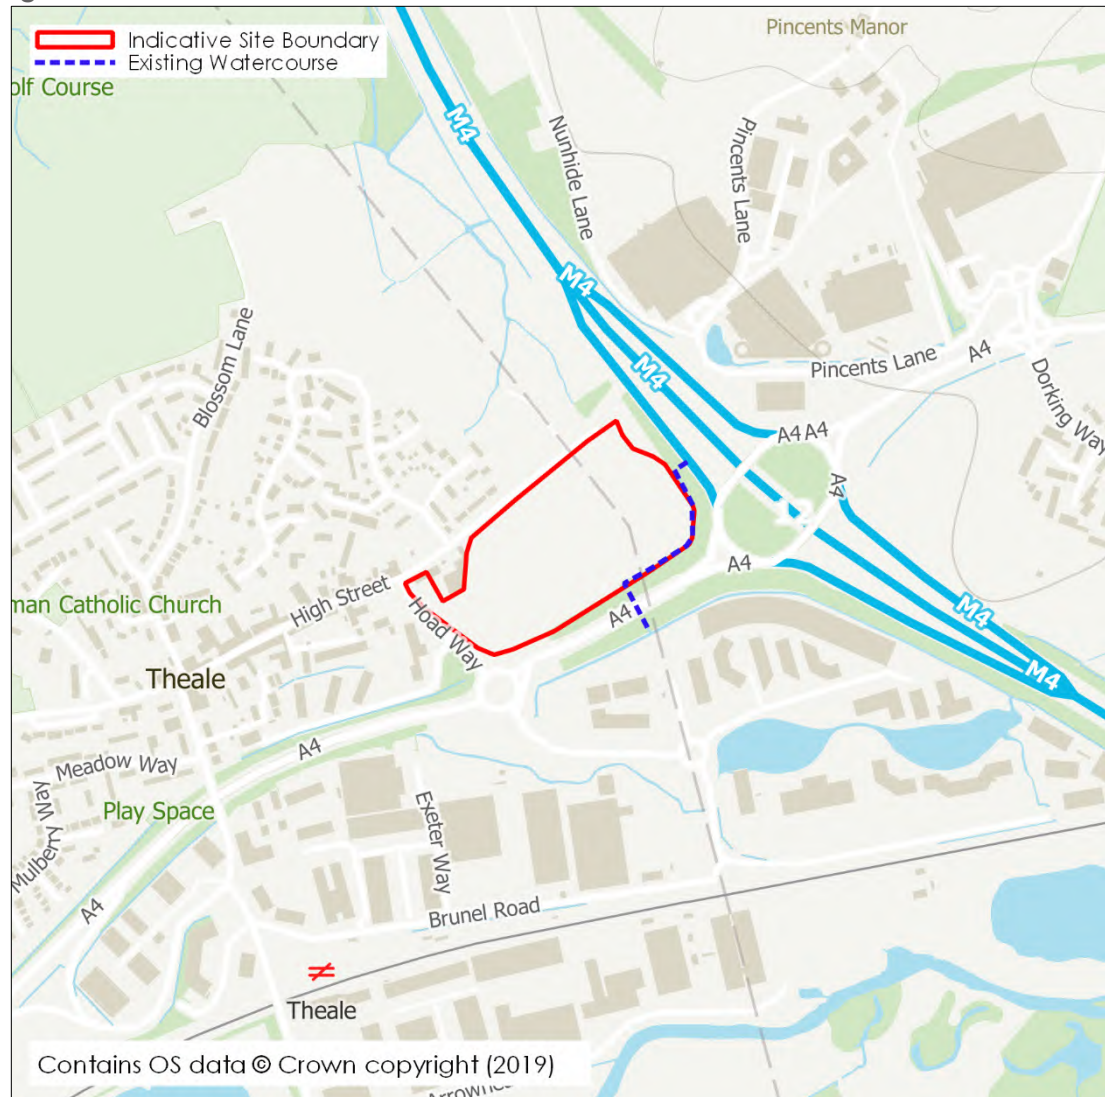 Indicative Site Boundary
Existing Watercourse
Pincents Manor
olf Course
M4
Nunhide Lane
Pincents Lane
M4
M4
Pincents Lane
A4
Dorking Way
Blossom Lane
A4
A4
A4
High Street
man Catholic Church
Hoad Way
A4
A4
M4
M4
Theale
A4
Meadow Way
Mulberry Way
Play Space
Exeter Way
A4
Brunel Road
Theale
Contains OS data © Crown copyright (2019)